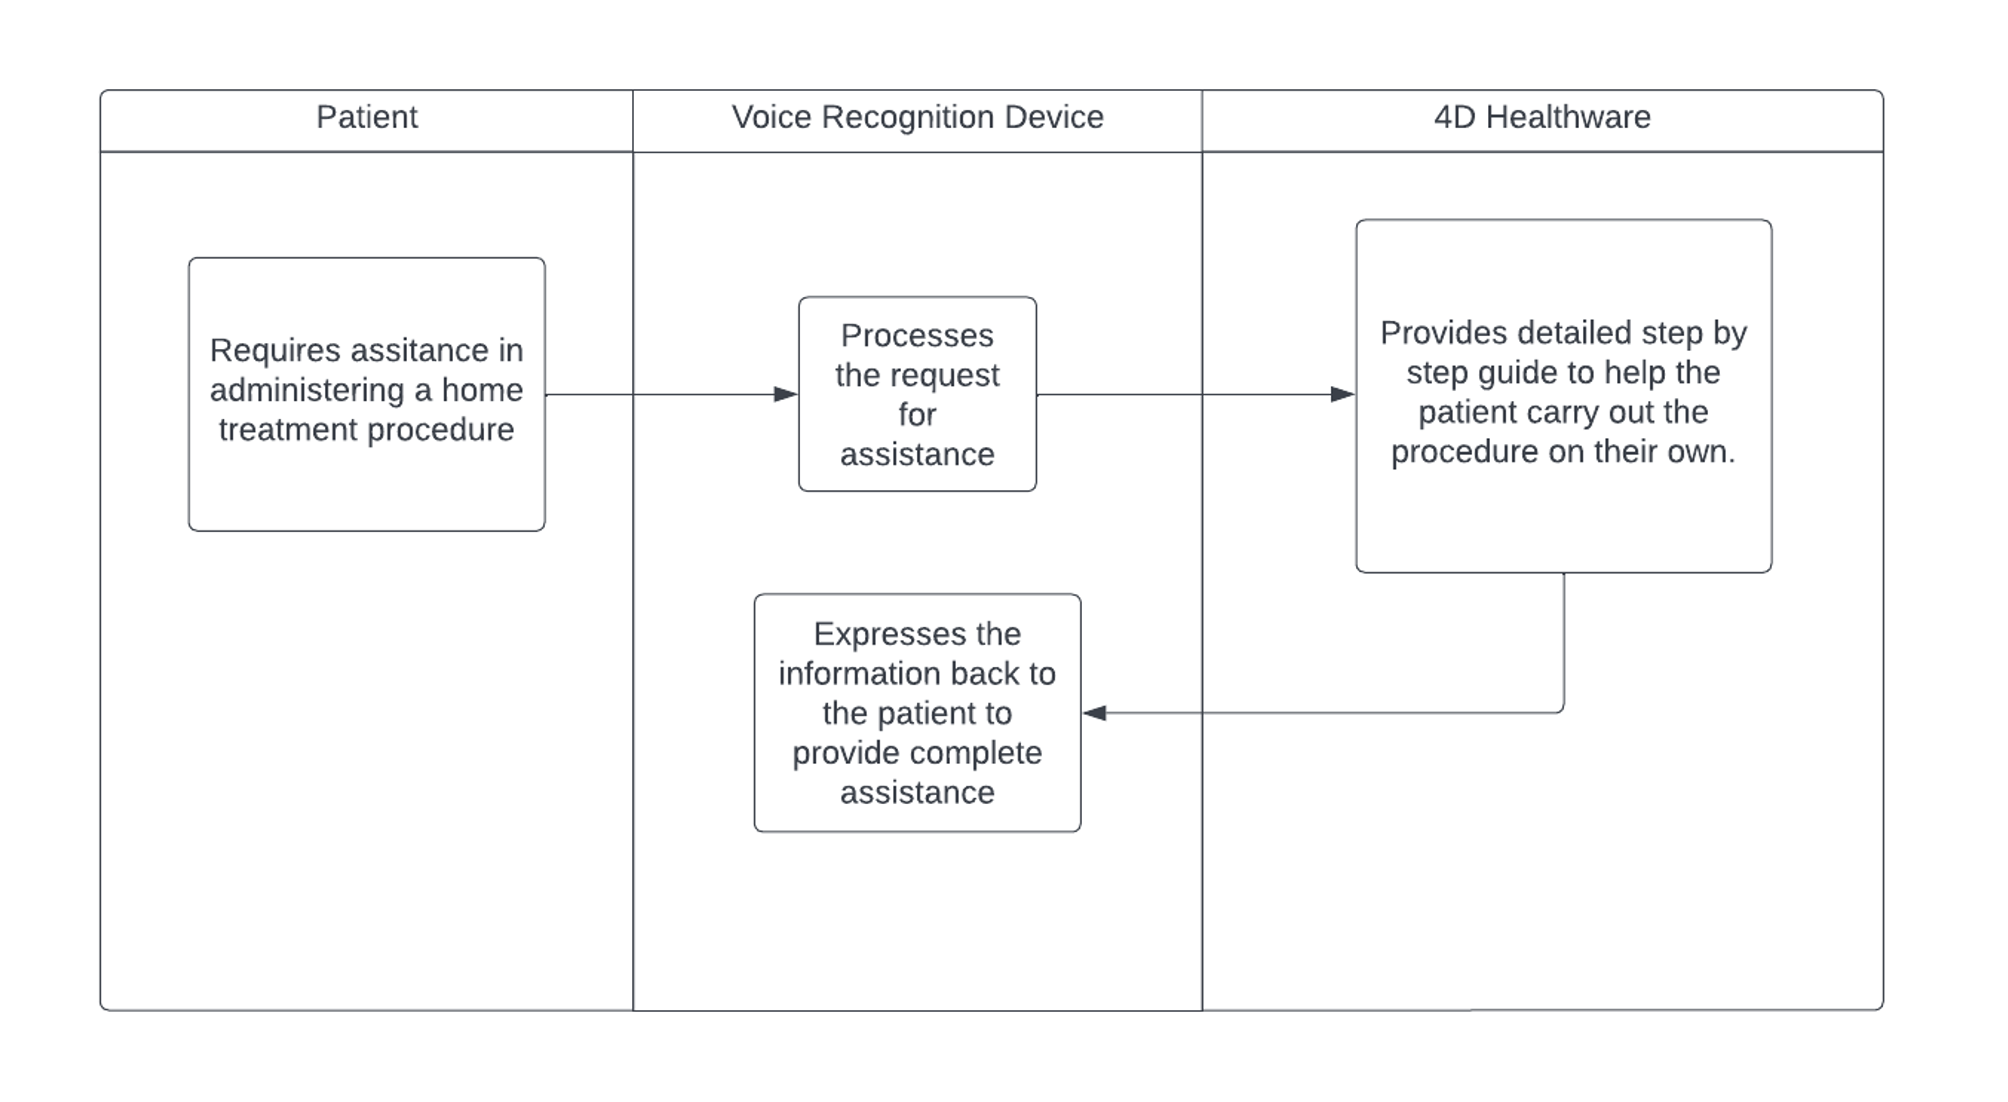 Patient
Voice Recognition Device
4D Healthware
Requires assitance in
administering a home
treatment procedure
Processes
the request
for
assistance
Provides detailed step by
step guide to help the
patient carry out the
procedure on their own.
Expresses the
information back to
the patient to
provide complete
assistance